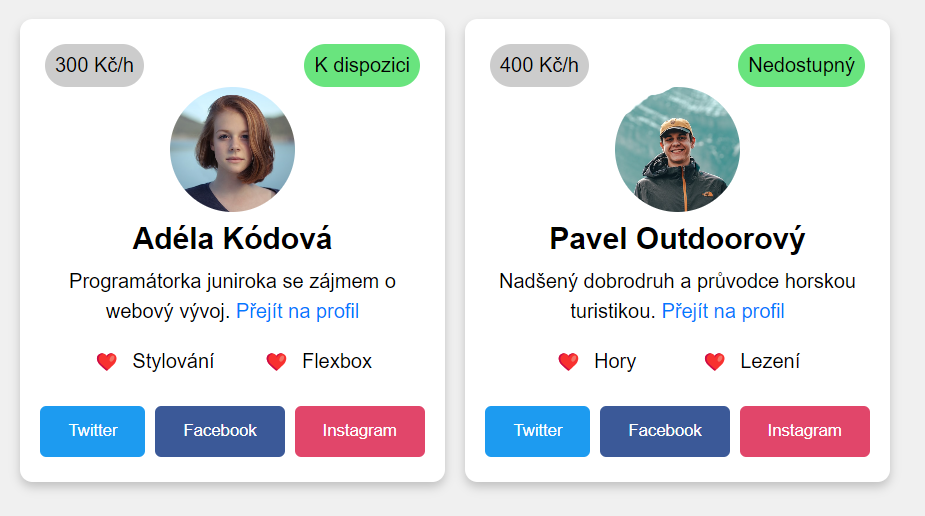 300 Kč/h
K dispozici
Adéla Kódová
Programátorka juniroka se zájmem o
webový vývoj. Přejít na profil
Stylování
Flexbox
Twitter
Facebook
Instagram
400 Kč/h
Nedostupný
Pavel Outdoorový
Nadšený dobrodruh a průvodce horskou
turistikou. Přejít na profil
Hory
Lezení
Twitter
Facebook
Instagram